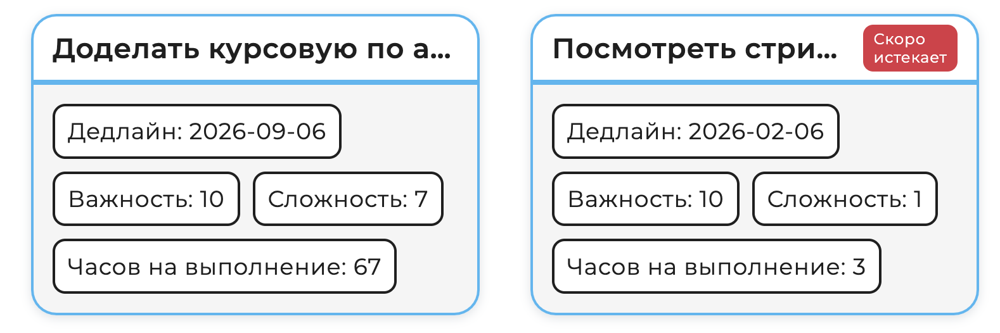 Доделать курсовую по а...
Дедлайн: 2026-09-06
Важность: 10
Сложность: 7
Часов на выполнение: 67
Посмотреть стри...
Скоро
истекает
Дедлайн: 2026-02-06
Важность: 10
Сложность: 1
Часов на выполнение: 3